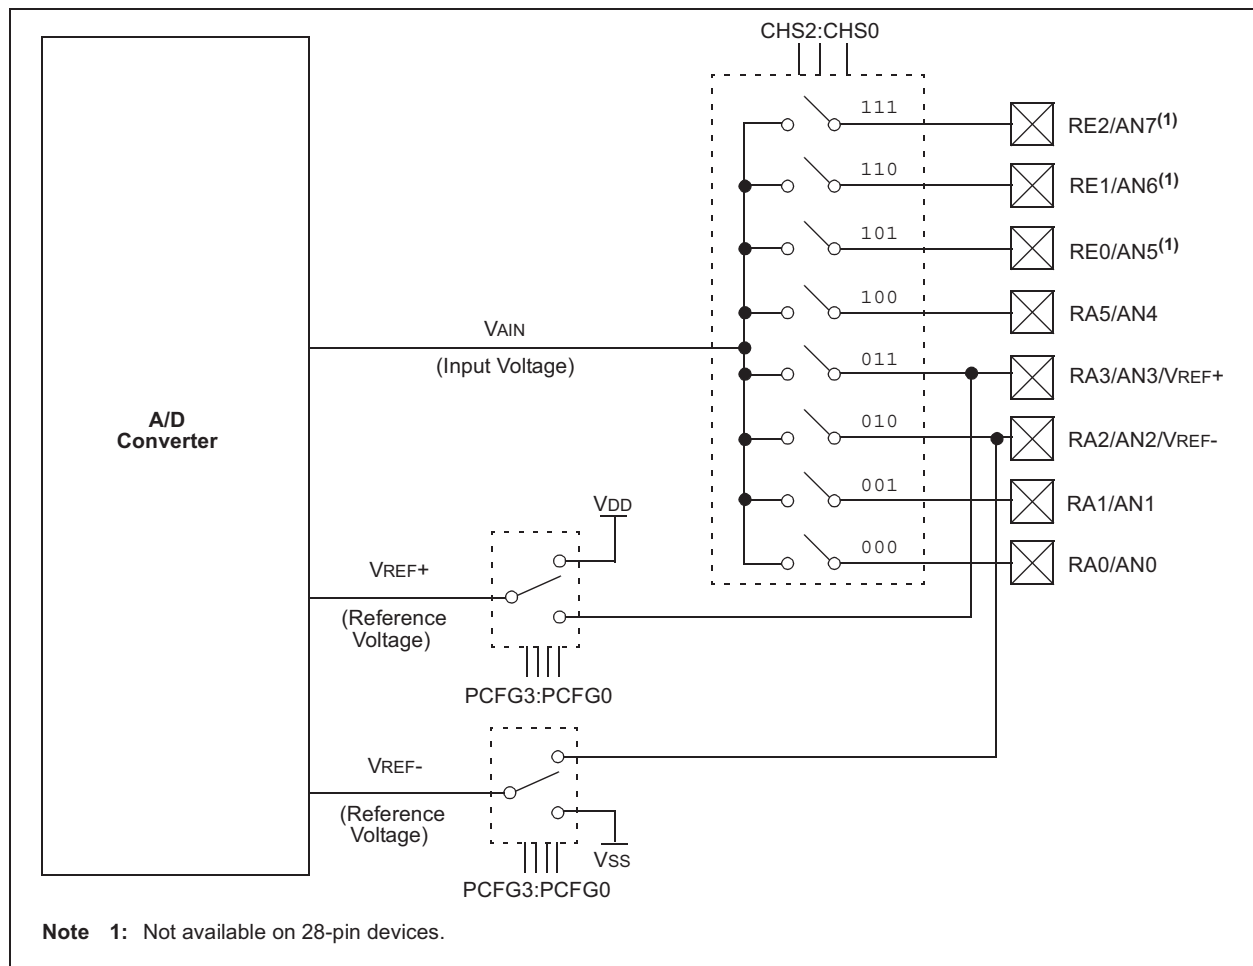 CHS2:CHS0
111
RE2/AN7(1)
110
RE1/AN6(1)
101
RE0/AN5(1)
100
RA5/AN4
VAIN
(Input Voltage)
011
RA3/AN3/VREF+
010
RA2/AN2/VREF-
A/D
Converter
001
RA1/AN1
VDD
000
RA0/AN0
VREF+
(Reference
Voltage)
PCFG3:PCFG0
VREF-
(Reference
Voltage)
VSS
PCFG3:PCFG0
Note 1: Not available on 28-pin devices.